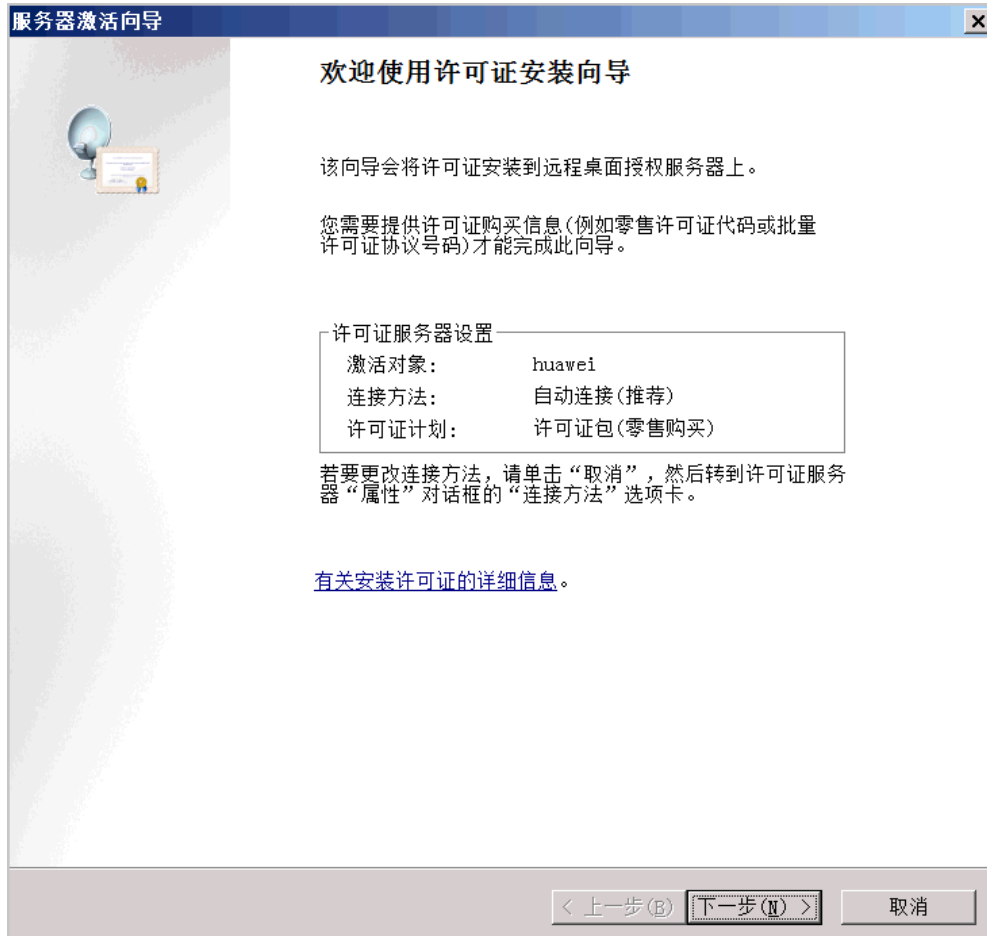 服务器激活向导
欢迎使用许可证安装向导
该向导会将许可证安装到远程桌面授权服务器上。
您需要提供许可证购买信息(例如零售许可证代码或批量
许可证协议号码)才能完成此向导。
许可证服务器设置
激活对象: huawei
连接方法: 自动连接(推荐)
许可证计划: 许可证包(零售购买)
若要更改连接方法，请单击“取消”，然后转到许可证服务
器“属性”对话框的“连接方法”选项卡。
有关安装许可证的详细信息。
< 上一步(B) 下一步(N) > 取消